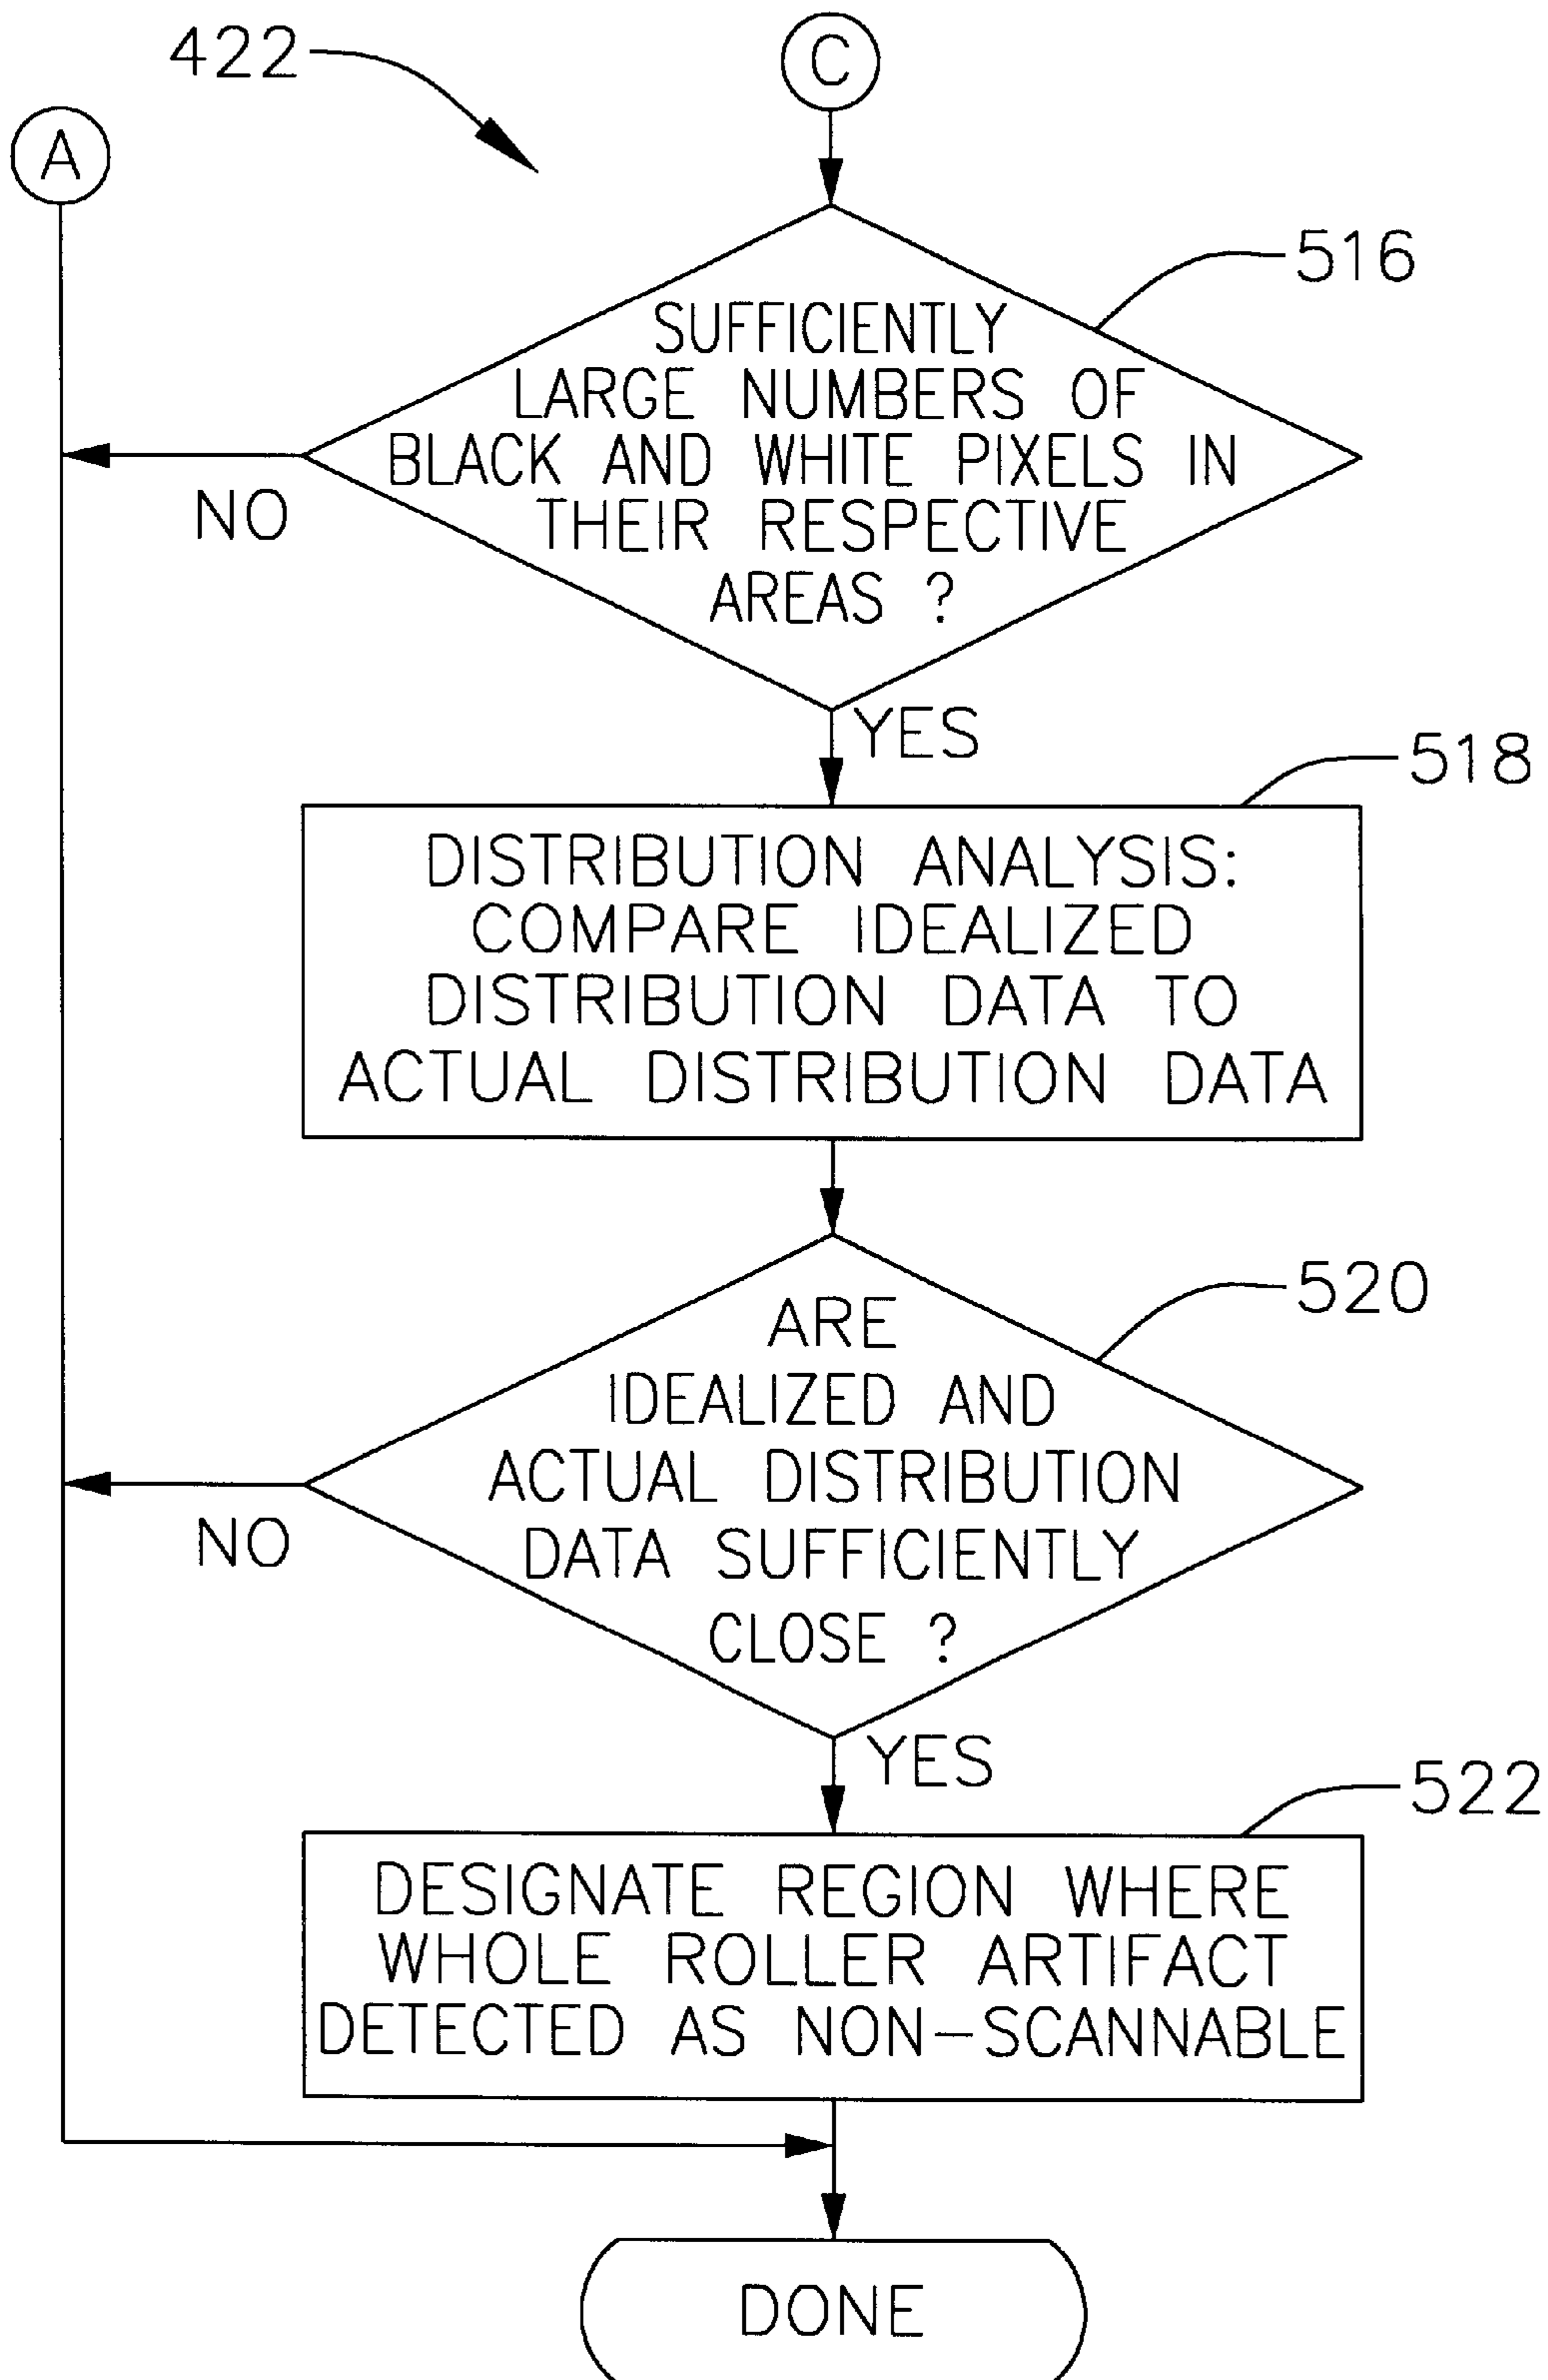 422
C
A
516
SUFFICIENTLY
LARGE NUMBERS OF
BLACK AND WHITE PIXELS IN
THEIR RESPECTIVE
AREAS ?
NO
YES
518
DISTRIBUTION ANALYSIS:
COMPARE IDEALIZED
DISTRIBUTION DATA TO
ACTUAL DISTRIBUTION DATA
520
ARE
IDEALIZED AND
ACTUAL DISTRIBUTION
DATA SUFFICIENTLY
CLOSE ?
NO
YES
522
DESIGNATE REGION WHERE
WHOLE ROLLER ARTIFACT
DETECTED AS NON-SCANNABLE
DONE